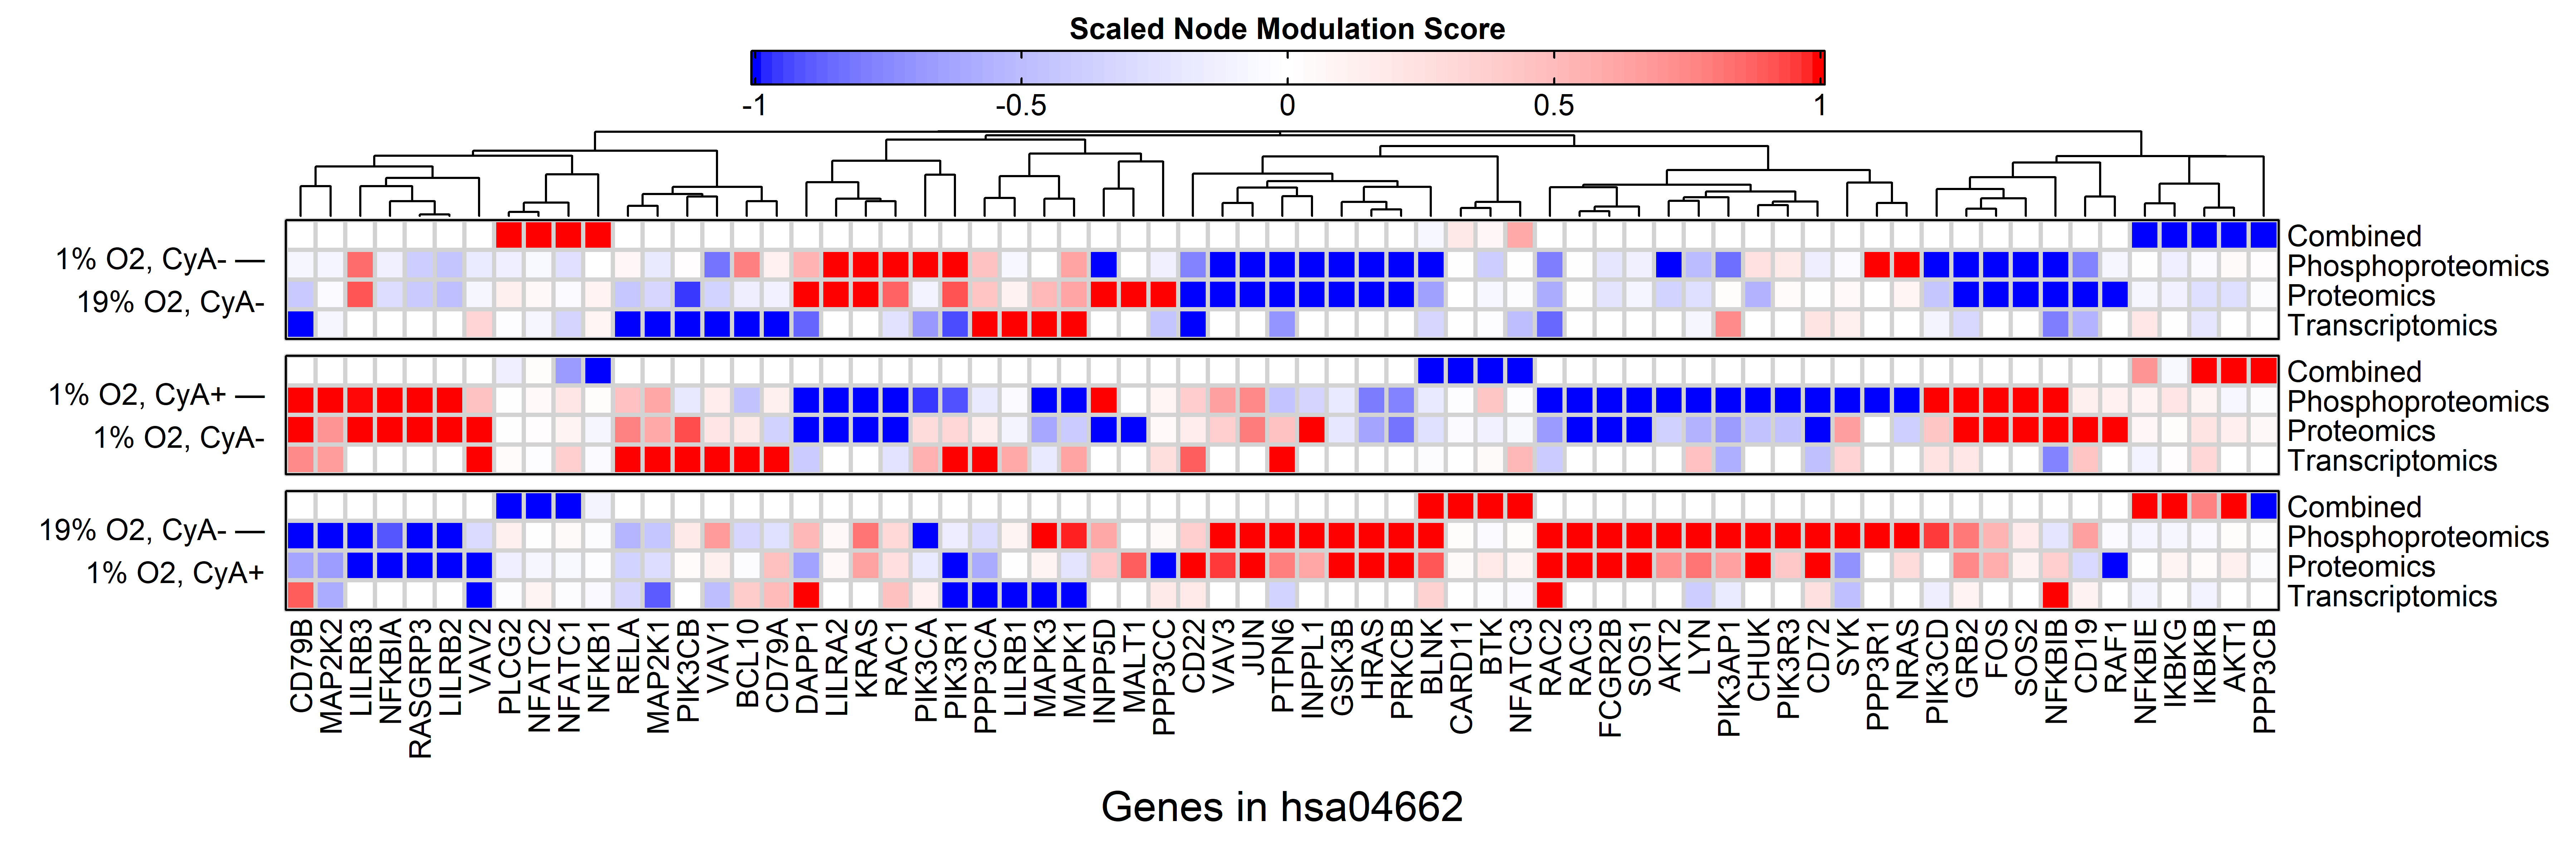 Scaled Node Modulation Score
-1 -0.5 0 0.5 1
1% O2, CyA- —
19% O2, CyA-
Combined
Phosphoproteomics
Proteomics
Transcriptomics
1% O2, CyA+ —
1% O2, CyA-
Combined
Phosphoproteomics
Proteomics
Transcriptomics
19% O2, CyA- —
1% O2, CyA+
Combined
Phosphoproteomics
Proteomics
Transcriptomics
CD79B
MAP2K2
LILRB3
NFKBIA
RASGRP3
LILRB2
VAV2
PLCG2
NFATC2
NFATC1
NFKB1
RELA
MAP2K1
PIK3CB
VAV1
BCL10
CD79A
DAPP1
LILRA2
KRAS
RAC1
PIK3CA
PIK3R1
PPP3CA
LILRB1
MAPK3
MAPK1
INPP5D
MALT1
PPP3CC
CD22
VAV3
JUN
PTPN6
INPPL1
GSK3B
HRAS
PRKCB
BLNK
CARD11
BTK
NFATC3
RAC2
RAC3
FCGR2B
SOS1
AKT2
LYN
PIK3AP1
CHUK
PIK3R3
CD72
SYK
PPP3R1
NRAS
PIK3CD
GRB2
FOS
SOS2
NFKBIB
CD19
RAF1
NFKBIE
IKBKG
IKBKB
AKT1
PPP3CB
Genes in hsa04662